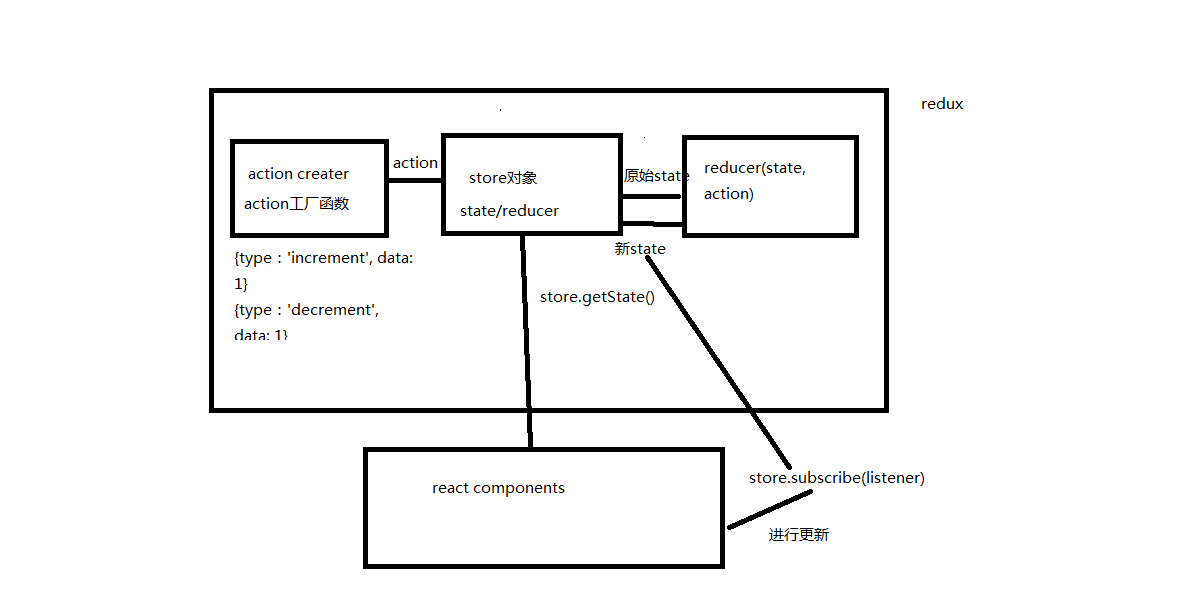 redux
action creater
action工厂函数
action
store对象
state/reducer
原始state
reducer(state,
action)
新state
{type：'increment', data:
1}
{type：'decrement',
data: 1}
store.getState()
react components
store.subscribe(listener)
进行更新